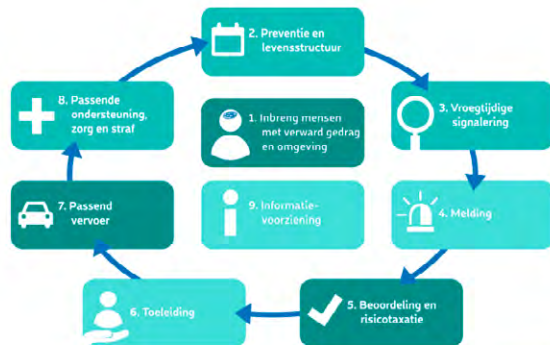 2. Preventie en
levensstructuur
8. Passende
ondersteuning,
zorg en straf
1. Inbreng mensen
met verward gedrag
en omgeving
3. Vroegtijdige
signalering
7. Passend
vervoer
9. Informatie-
voorziening
4. Melding
6. Toeleiding
5. Beoordeling en
risicotaxatie